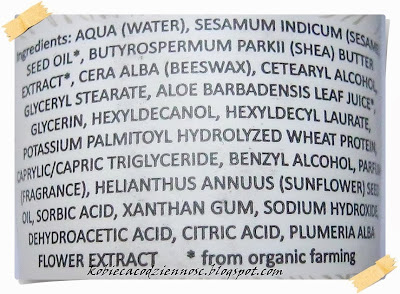 Ingredients: AQUA (WATER), SESAMUM INDICUM (SESAME)
SEED OIL*, BUTYROSPERMUM PARKII (SHEA) BUTTER
EXTRACT*, CERA ALBA (BEESWAX), CETEARYL ALCOHOL,
GLYCERYL STEARATE, ALOE BARBADENSIS LEAF JUICE*,
GLYCERIN, HEXYLDECANOL, HEXYLDECYL LAURATE,
POTASSIUM PALMITOYL HYDROLYZED WHEAT PROTEIN,
CAPRYLIC/CAPRIC TRIGLYCERIDE, BENZYL ALCOHOL, PARFUM
(FRAGRANCE), HELIANTHUS ANNUUS (SUNFLOWER) SEED
OIL, SORBIC ACID, XANTHAN GUM, SODIUM HYDROXIDE,
DEHYDROACETIC ACID, CITRIC ACID, PLUMERIA ALBA
FLOWER EXTRACT * from organic farming
kobiecacodziennosc.blogspot.com